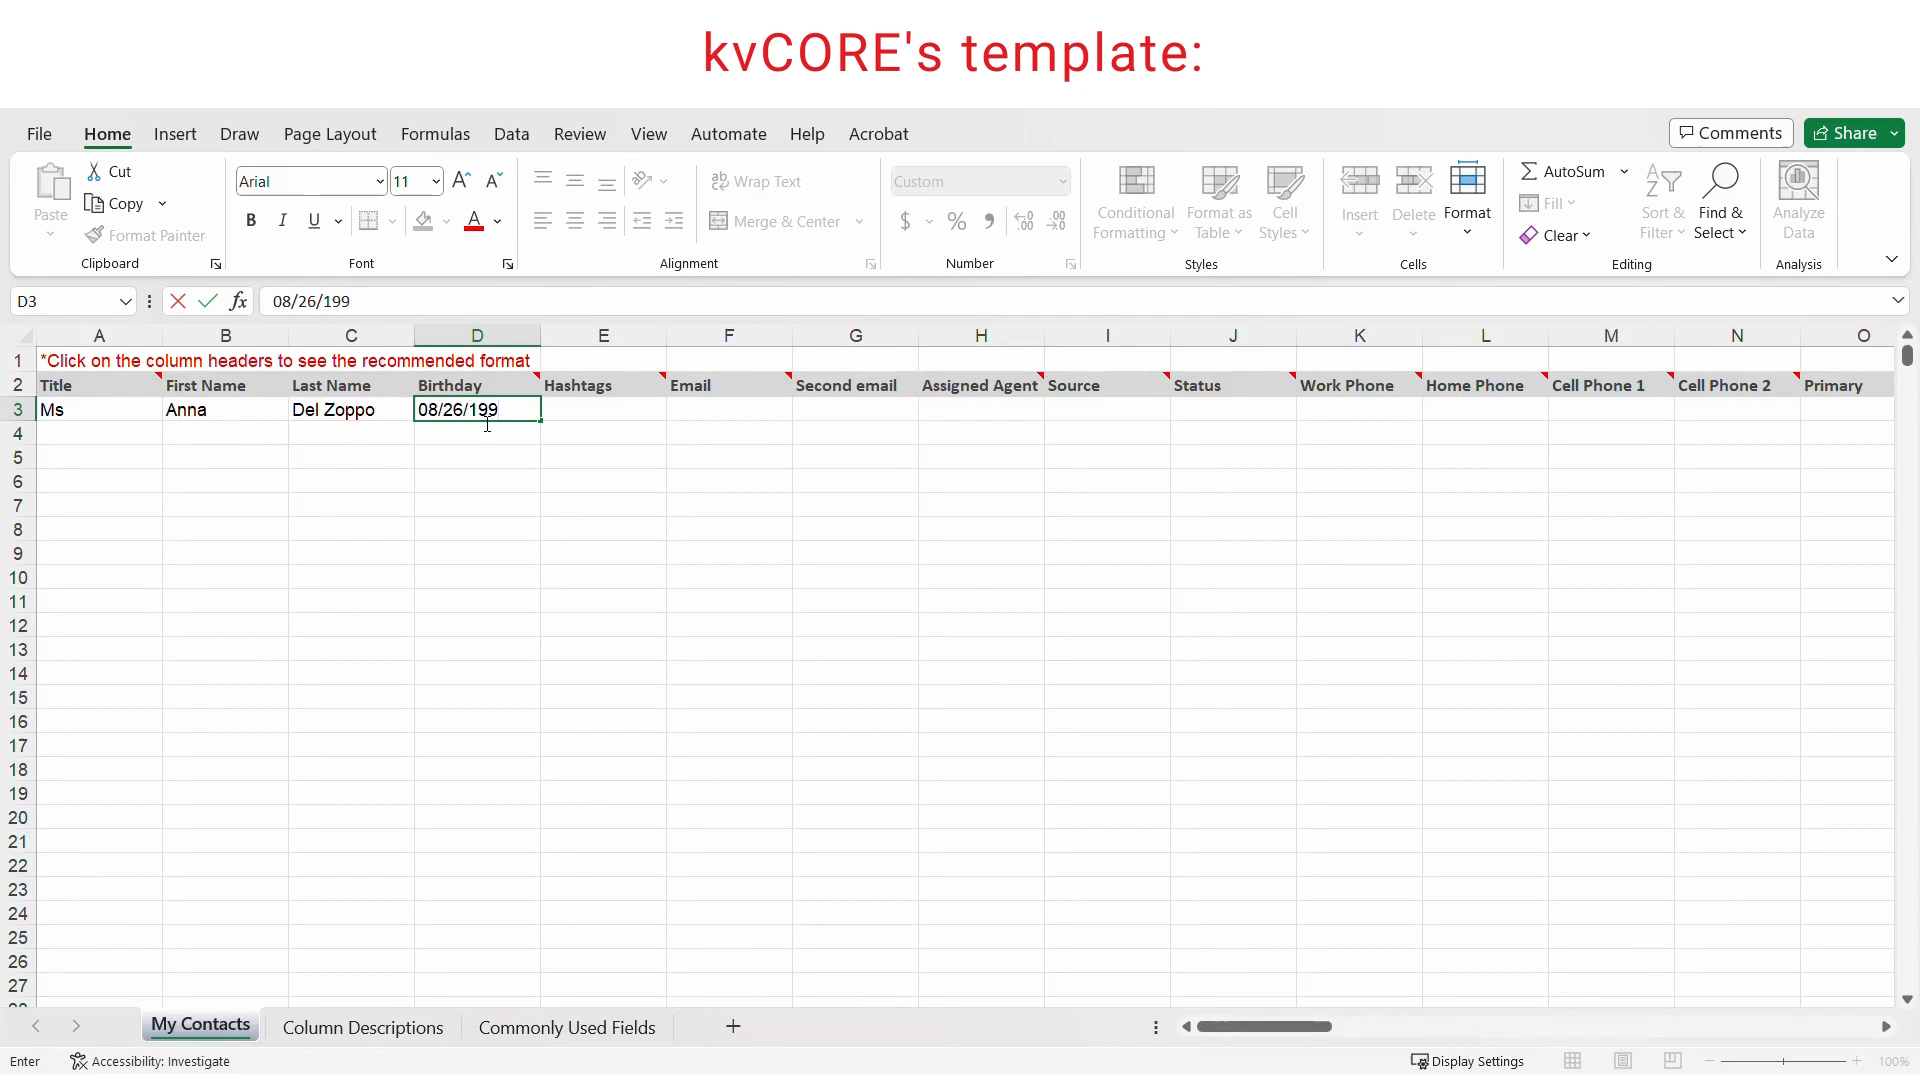 kvCORE's template:
File Home Insert Draw Page Layout Formulas Data Review View Automate Help Acrobat Comments Share
Paste Cut Copy Format Painter Clipboard
Arial 11 A A B I U A Font
Wrap Text Merge & Center Alignment
Custom $ % 9 .00 Number
Conditional Formatting Format as Table Cell Styles Styles
Insert Delete Format Cells
AutoSum Fill Clear Sort & Filter Find & Select Editing
Analyze Data Analysis
D3 fx 08/26/199
A B C D E F G H I J K L M N O
1 *Click on the column headers to see the recommended format
2 Title First Name Last Name Birthday Hashtags Email Second email Assigned Agent Source Status Work Phone Home Phone Cell Phone 1 Cell Phone 2 Primary
3 Ms Anna Del Zoppo 08/26/199
4
5
6
7
8
9
10
11
12
13
14
15
16
17
18
19
20
21
22
23
24
25
26
27
My Contacts Column Descriptions Commonly Used Fields
Enter Accessibility: Investigate Display Settings 100%